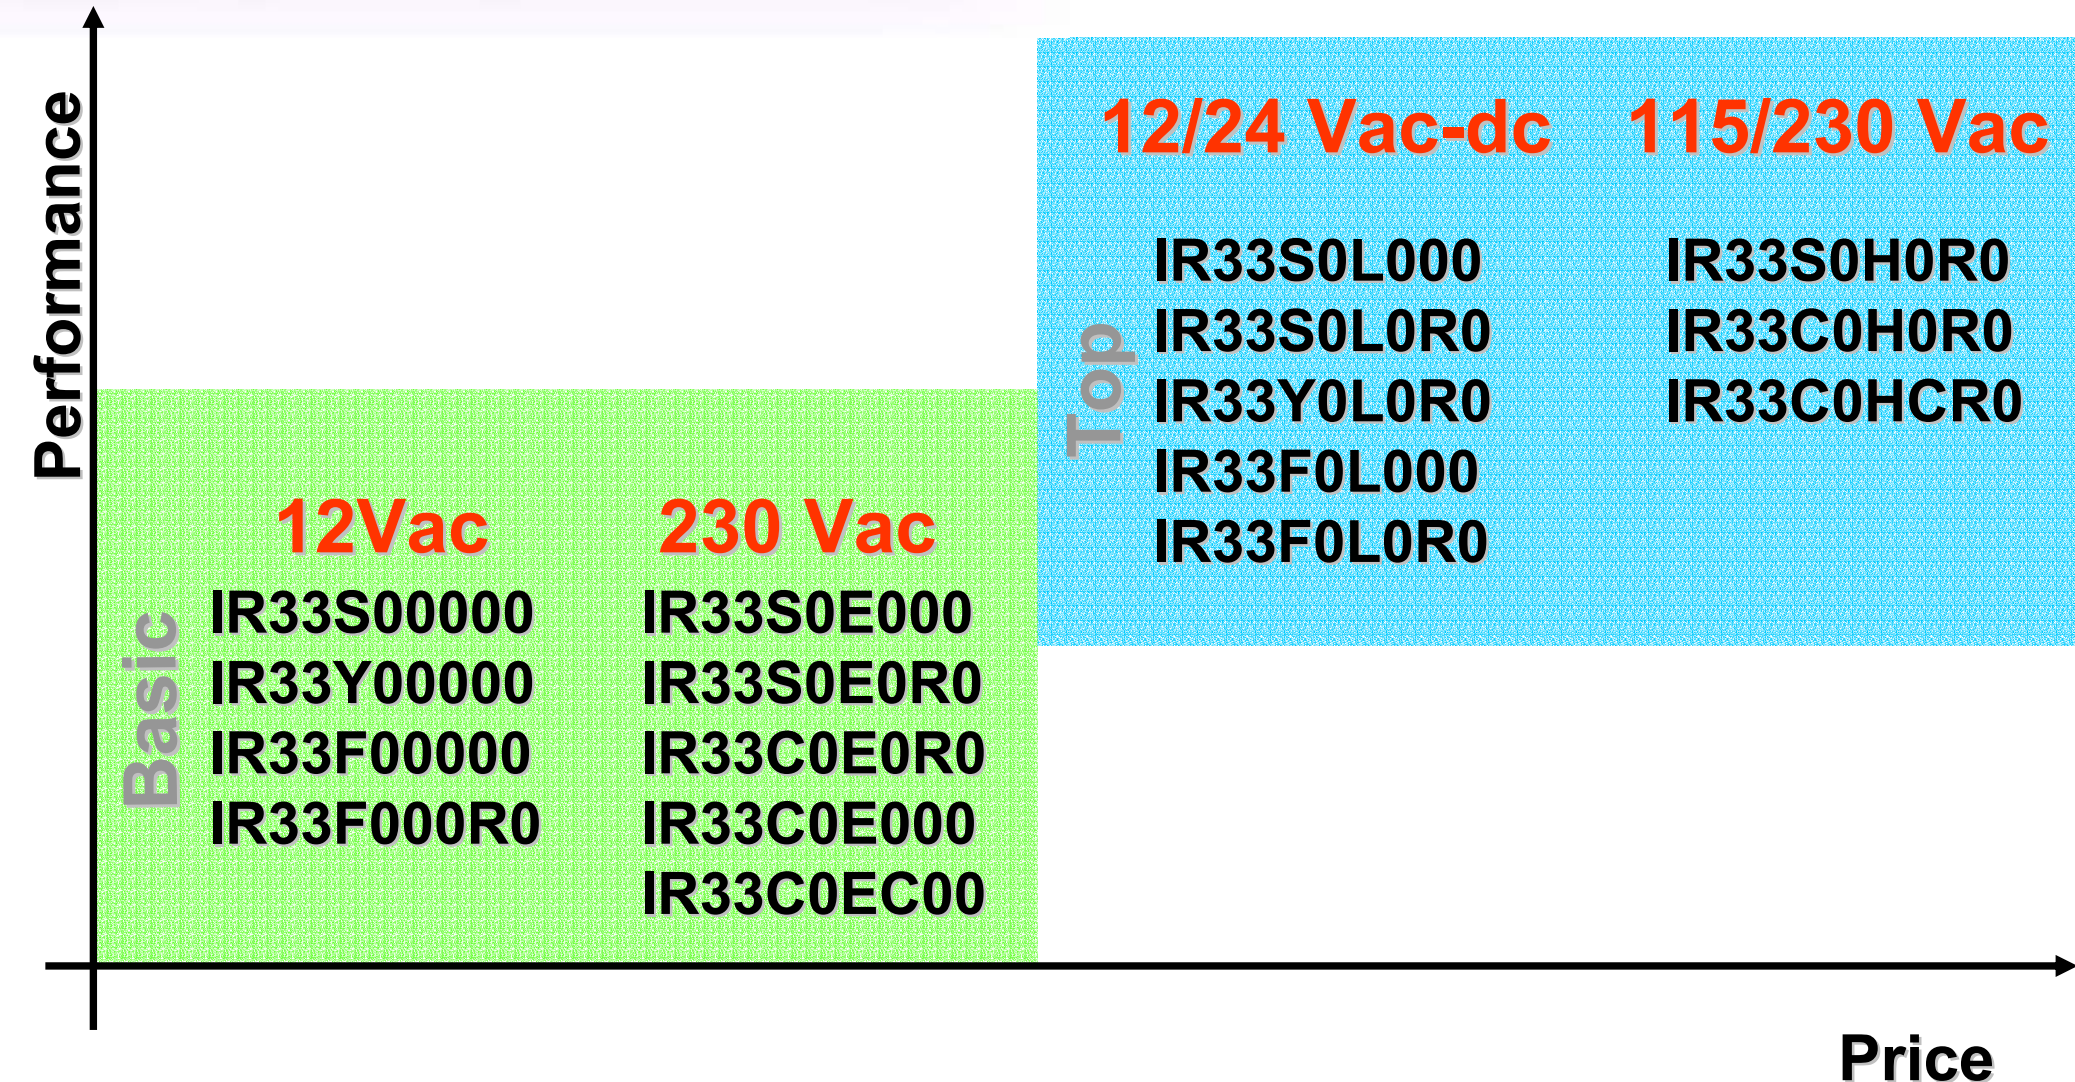 Performance
12/24 Vac-dc
115/230 Vac
Top
IR33S0L000
IR33S0L0R0
IR33Y0L0R0
IR33F0L000
IR33F0L0R0
IR33S0H0R0
IR33C0H0R0
IR33C0HCR0
12Vac
230 Vac
Basic
IR33S00000
IR33Y00000
IR33F00000
IR33F000R0
IR33S0E000
IR33S0E0R0
IR33C0E0R0
IR33C0E000
IR33C0EC00
Price